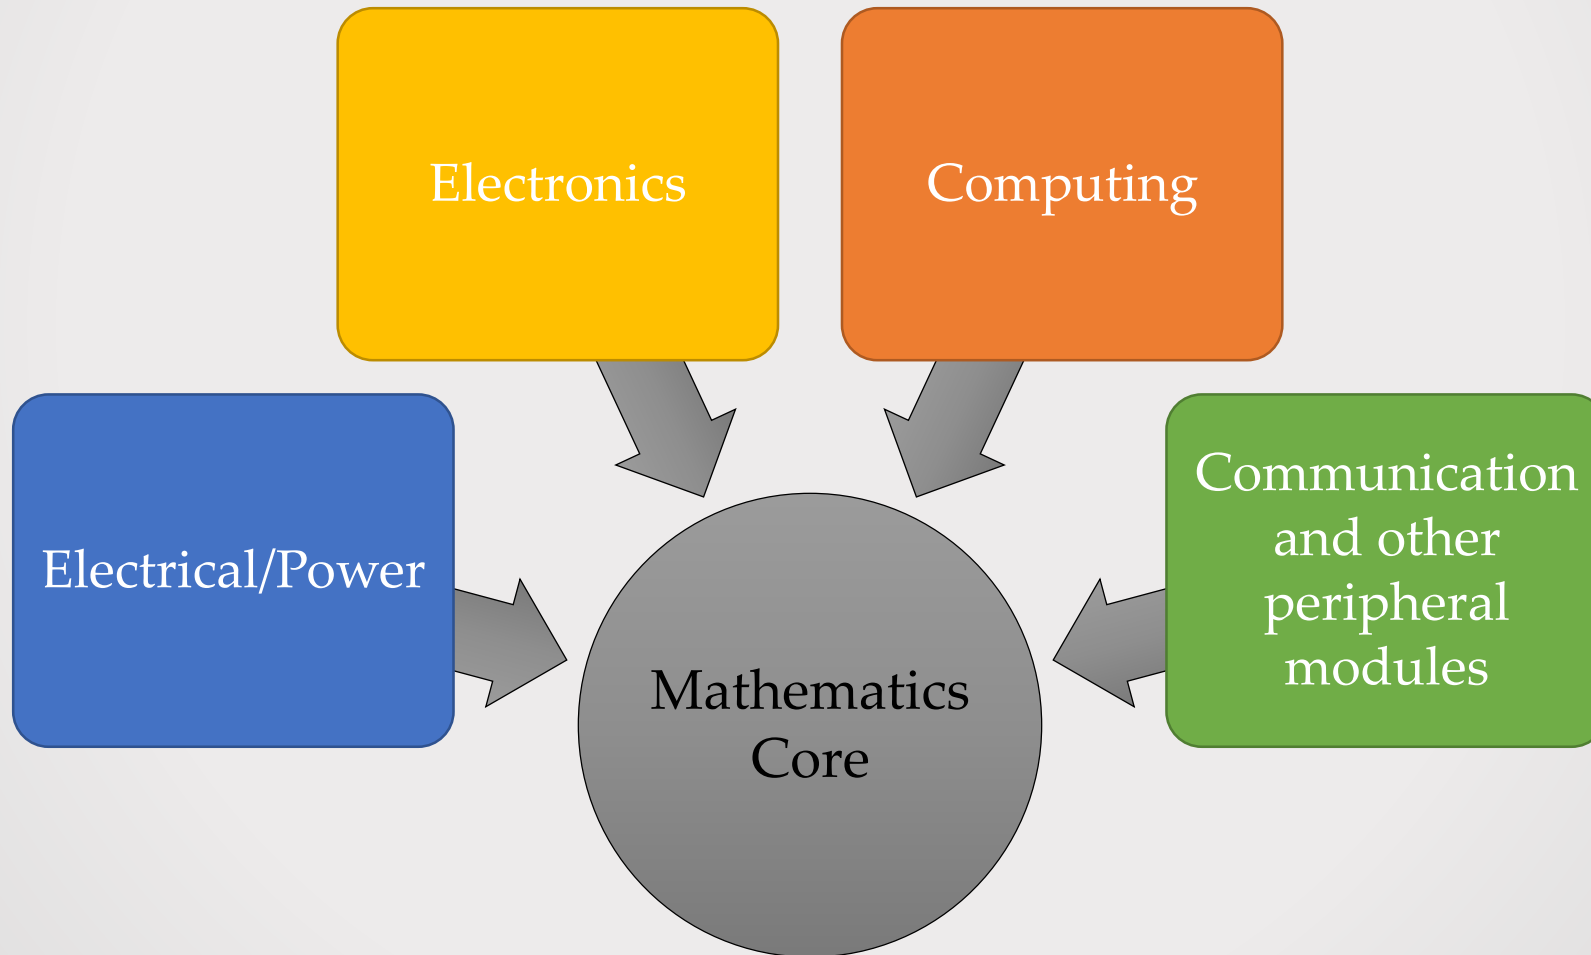 Electronics
Computing
Electrical/Power
Communication
and other
peripheral
modules
Mathematics
Core